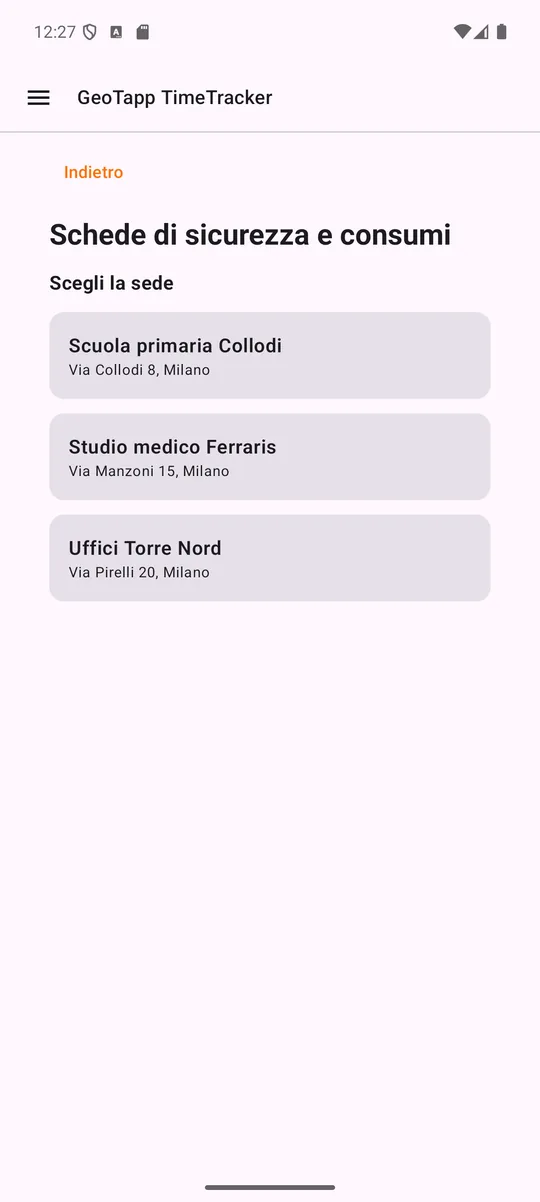 12:27
GeoTapp TimeTracker
Indietro
Schede di sicurezza e consumi
Scegli la sede
Scuola primaria Collodi
Via Collodi 8, Milano
Studio medico Ferraris
Via Manzoni 15, Milano
Uffici Torre Nord
Via Pirelli 20, Milano